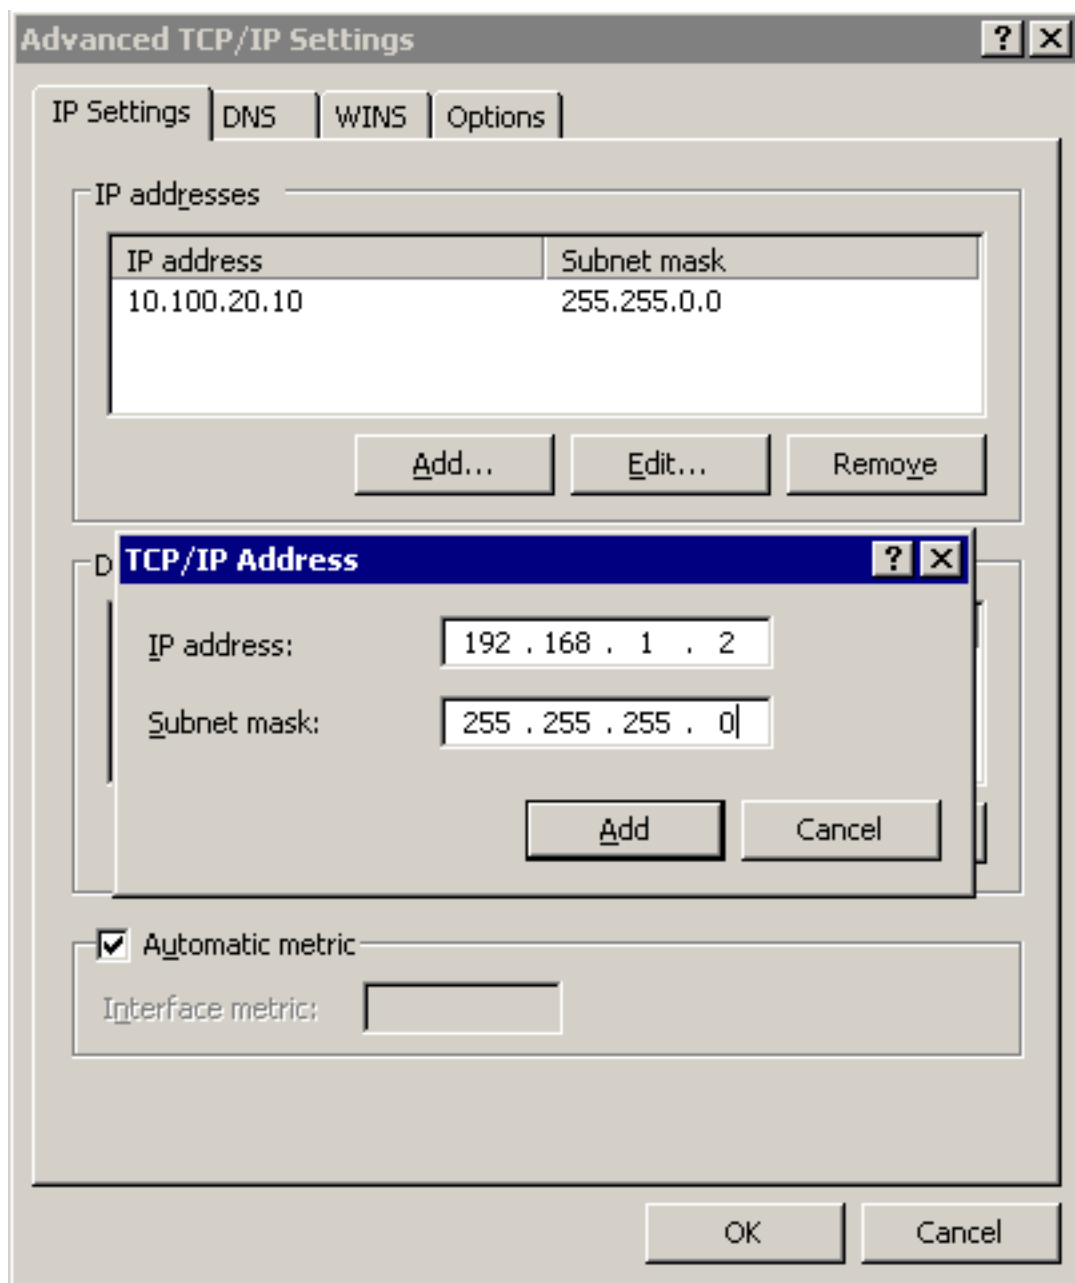 Advanced TCP/IP Settings
IP Settings DNS WINS Options
IP addresses
IP address Subnet mask
10.100.20.10 255.255.0.0
Add... Edit... Remove
D
TCP/IP Address
IP address: 192 . 168 . 1 . 2
Subnet mask: 255 . 255 . 255 . 0
Add Cancel
Automatic metric
Interface metric:
OK Cancel